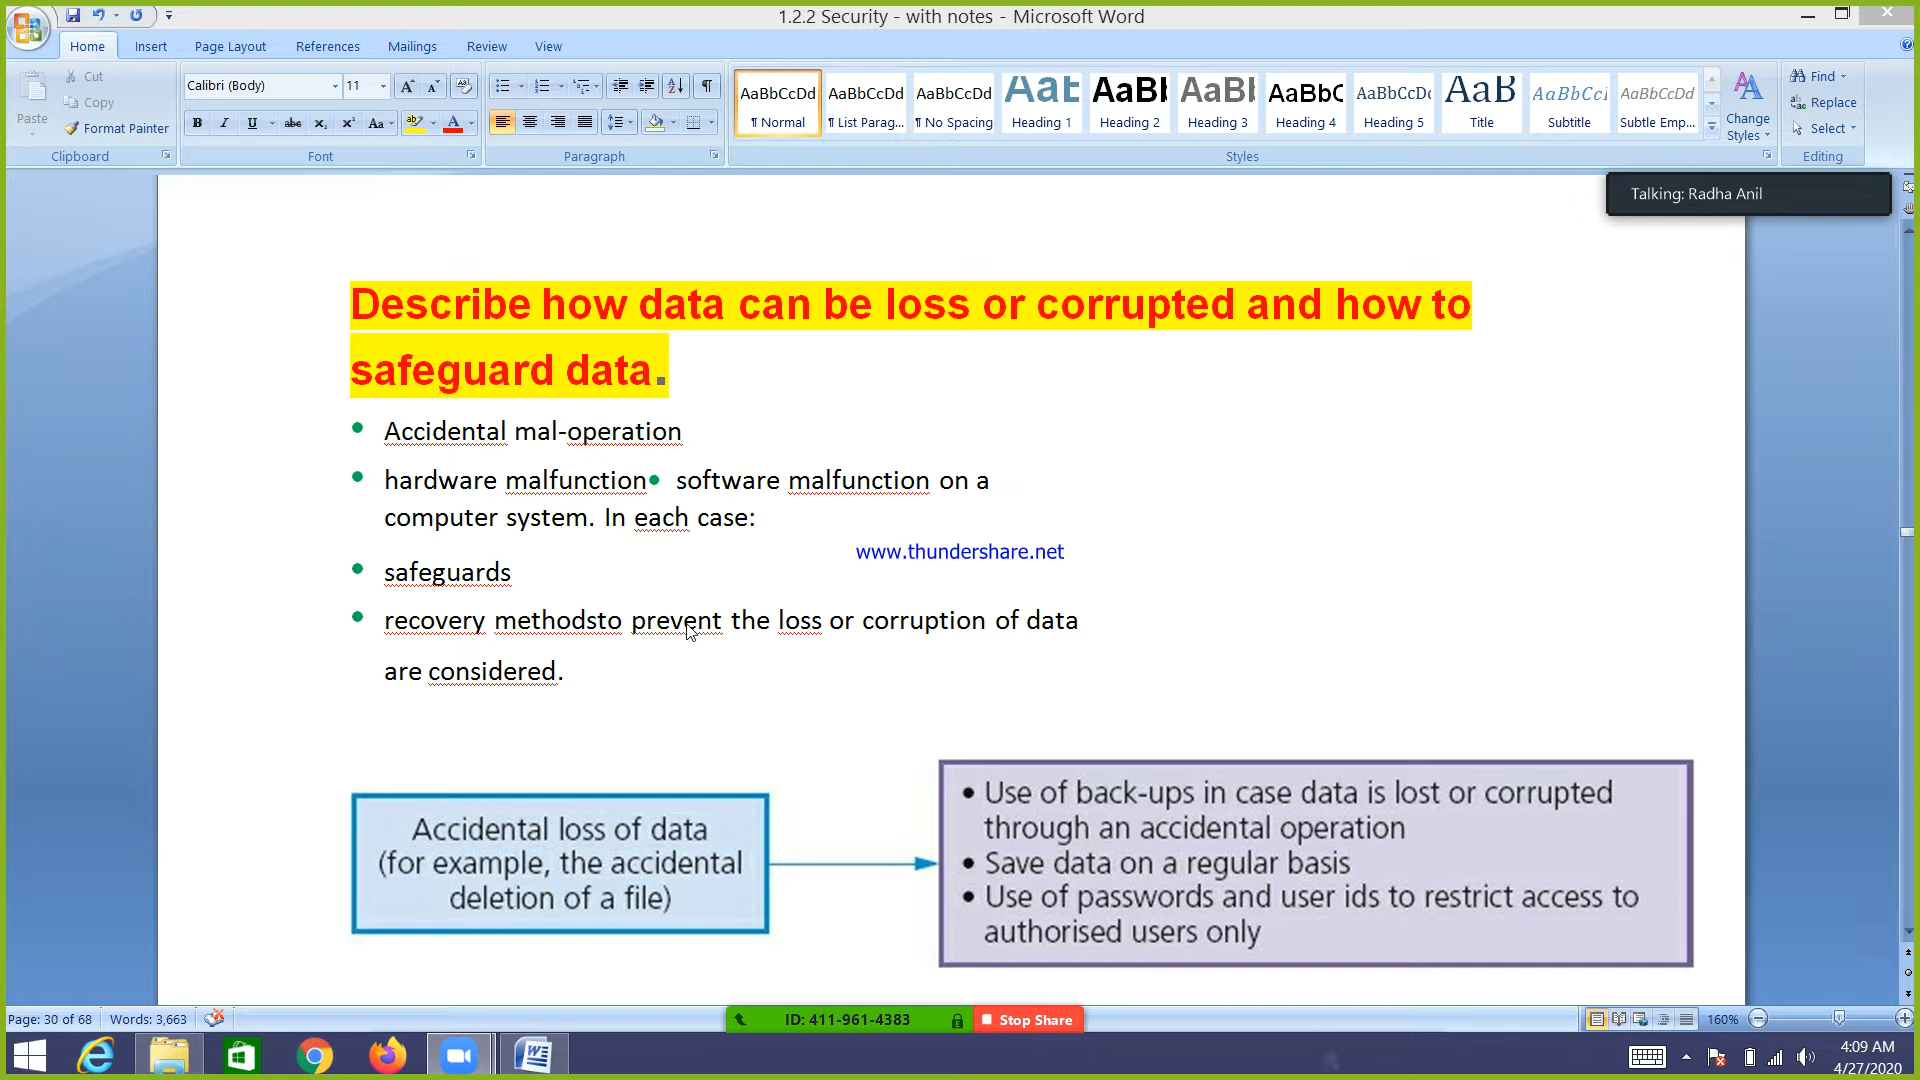 1.2.2 Security - with notes - Microsoft Word
Home Insert Page Layout References Mailings Review View
Paste Cut Copy Format Painter
Clipboard
Calibri (Body) 11
Font
Paragraph
AaBbCcDd AaBbCcDd AaBbCcDd AaB AaBb AaBb AaBbC AaBbCcDc AaB AaBbCcI AaBbCcDd
¶ Normal ¶ List Parag... ¶ No Spacing Heading 1 Heading 2 Heading 3 Heading 4 Heading 5 Title Subtitle Subtle Emp...
Change Styles
Styles
Find Replace Select
Editing
Talking: Radha Anil
Describe how data can be loss or corrupted and how to
safeguard data.
• Accidental mal-operation
• hardware malfunction• software malfunction on a
computer system. In each case:
www.thundershare.net
• safeguards
• recovery methodsto prevent the loss or corruption of data
are considered.
Accidental loss of data
(for example, the accidental
deletion of a file)
• Use of back-ups in case data is lost or corrupted
through an accidental operation
• Save data on a regular basis
• Use of passwords and user ids to restrict access to
authorised users only
Page: 30 of 68 Words: 3,663
ID: 411-961-4383 Stop Share
160%
4:09 AM
4/27/2020